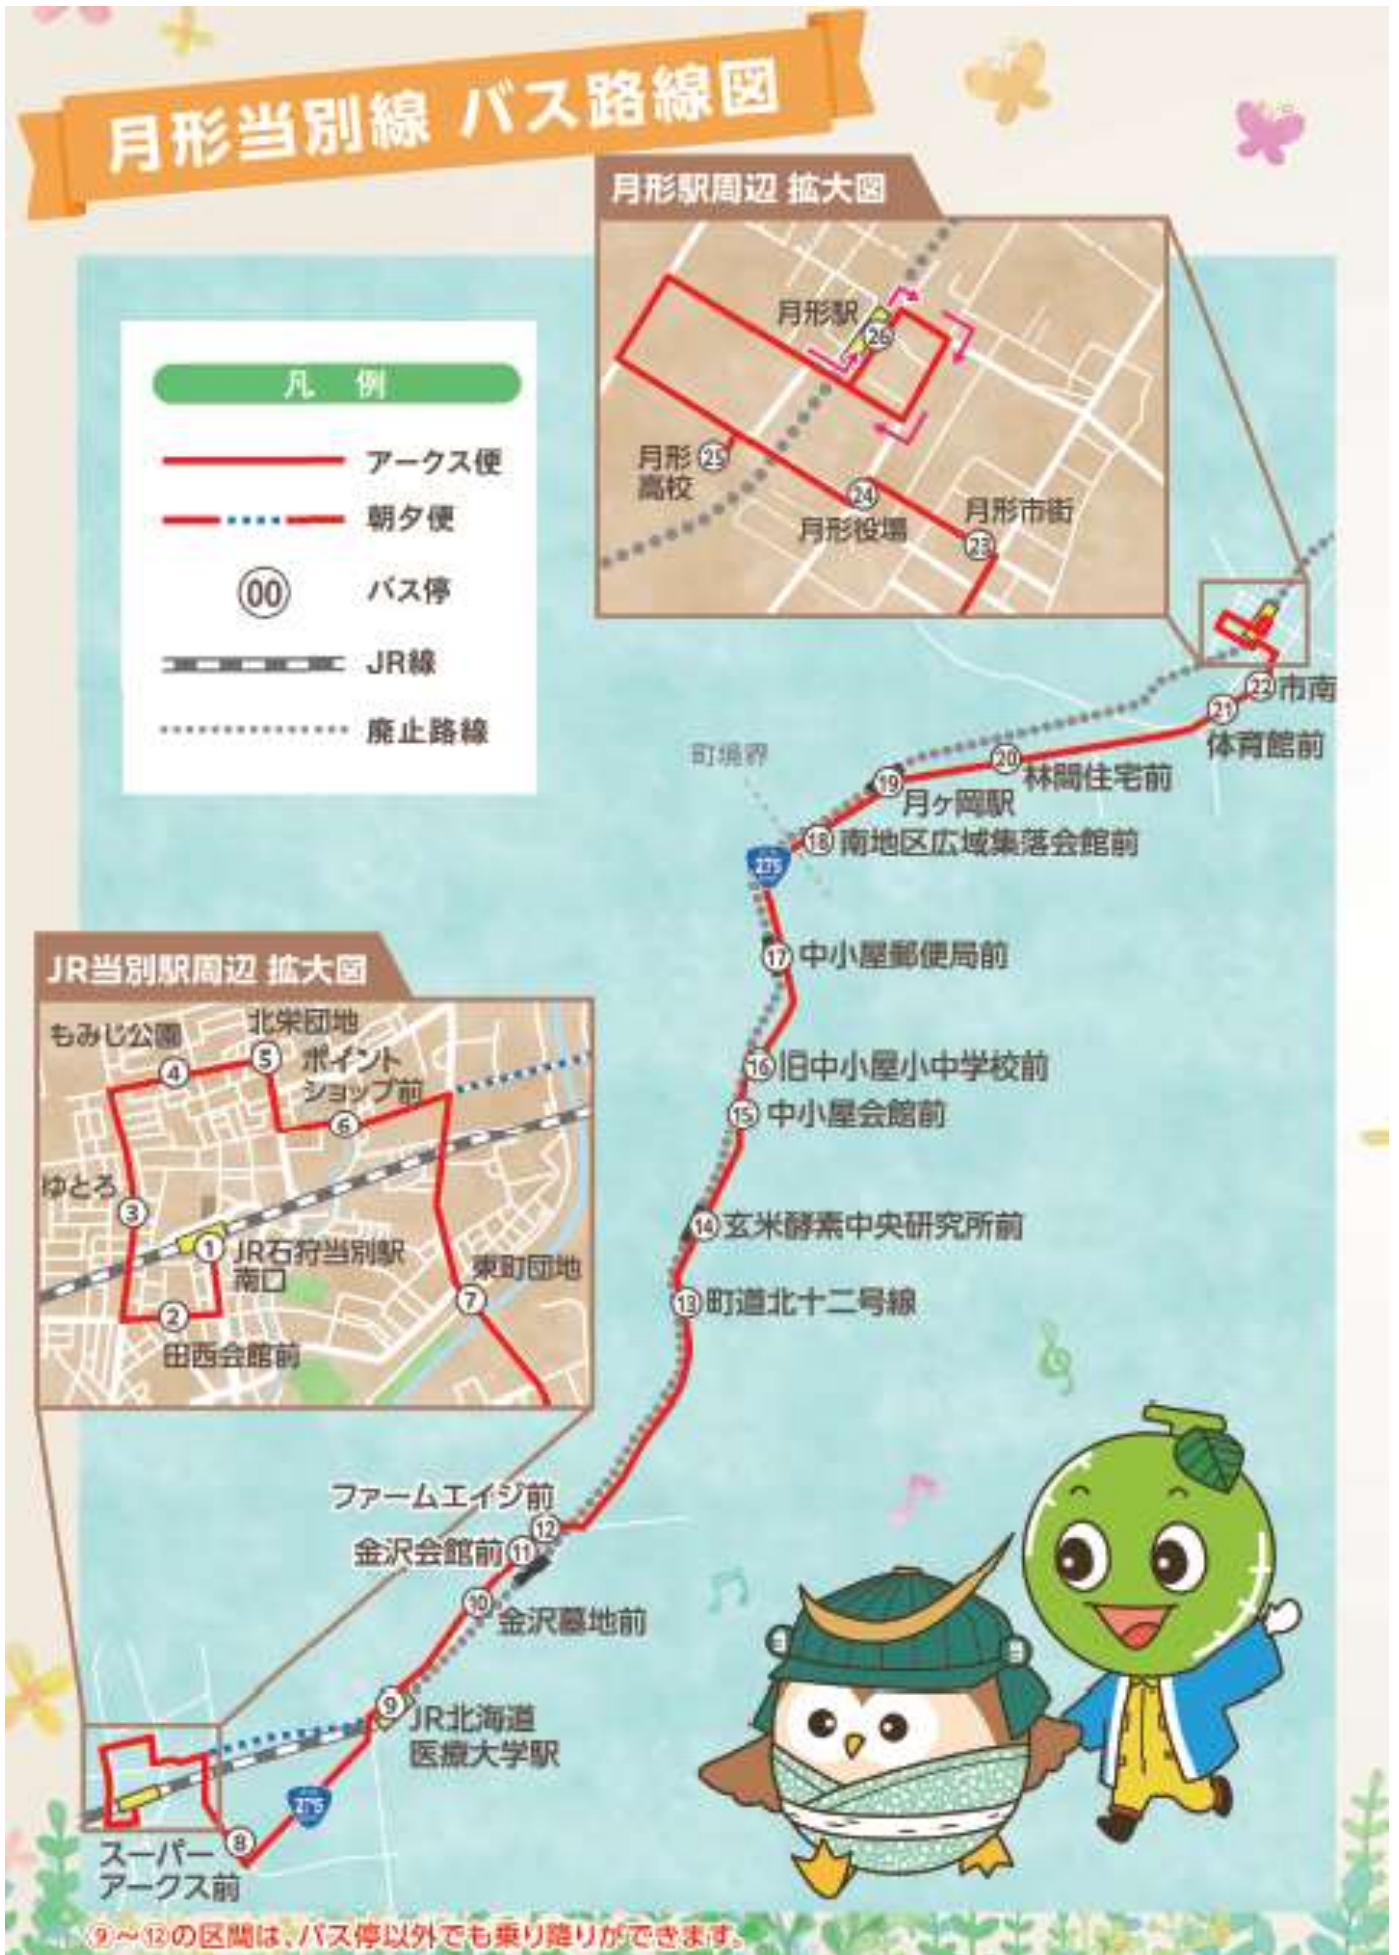 月形当別線 バス路線図
月形駅周辺 拡大図
月形駅
26
月形
高校
25
24
月形役場
月形市街
23
凡 例
アークス便
朝夕便
00
バス停
JR線
廃止路線
22
市南
21
体育館前
20
林間住宅前
町境界
19
月ヶ岡駅
18
南地区広域集落会館前
275
17
中小屋郵便局前
16
旧中小屋小中学校前
15
中小屋会館前
14
玄米酵素中央研究所前
13
町道北十二号線
JR当別駅周辺 拡大図
もみじ公園
4
北栄団地
5
ポイント
ショップ前
6
ゆとろ
3
1
JR石狩当別駅
南口
2
田西会館前
東町団地
7
ファームエイジ前
12
金沢会館前
11
10
金沢墓地前
9
JR北海道
医療大学駅
275
8
スーパー
アークス前
⑨～⑫の区間は、バス停以外でも乗り降りができます。